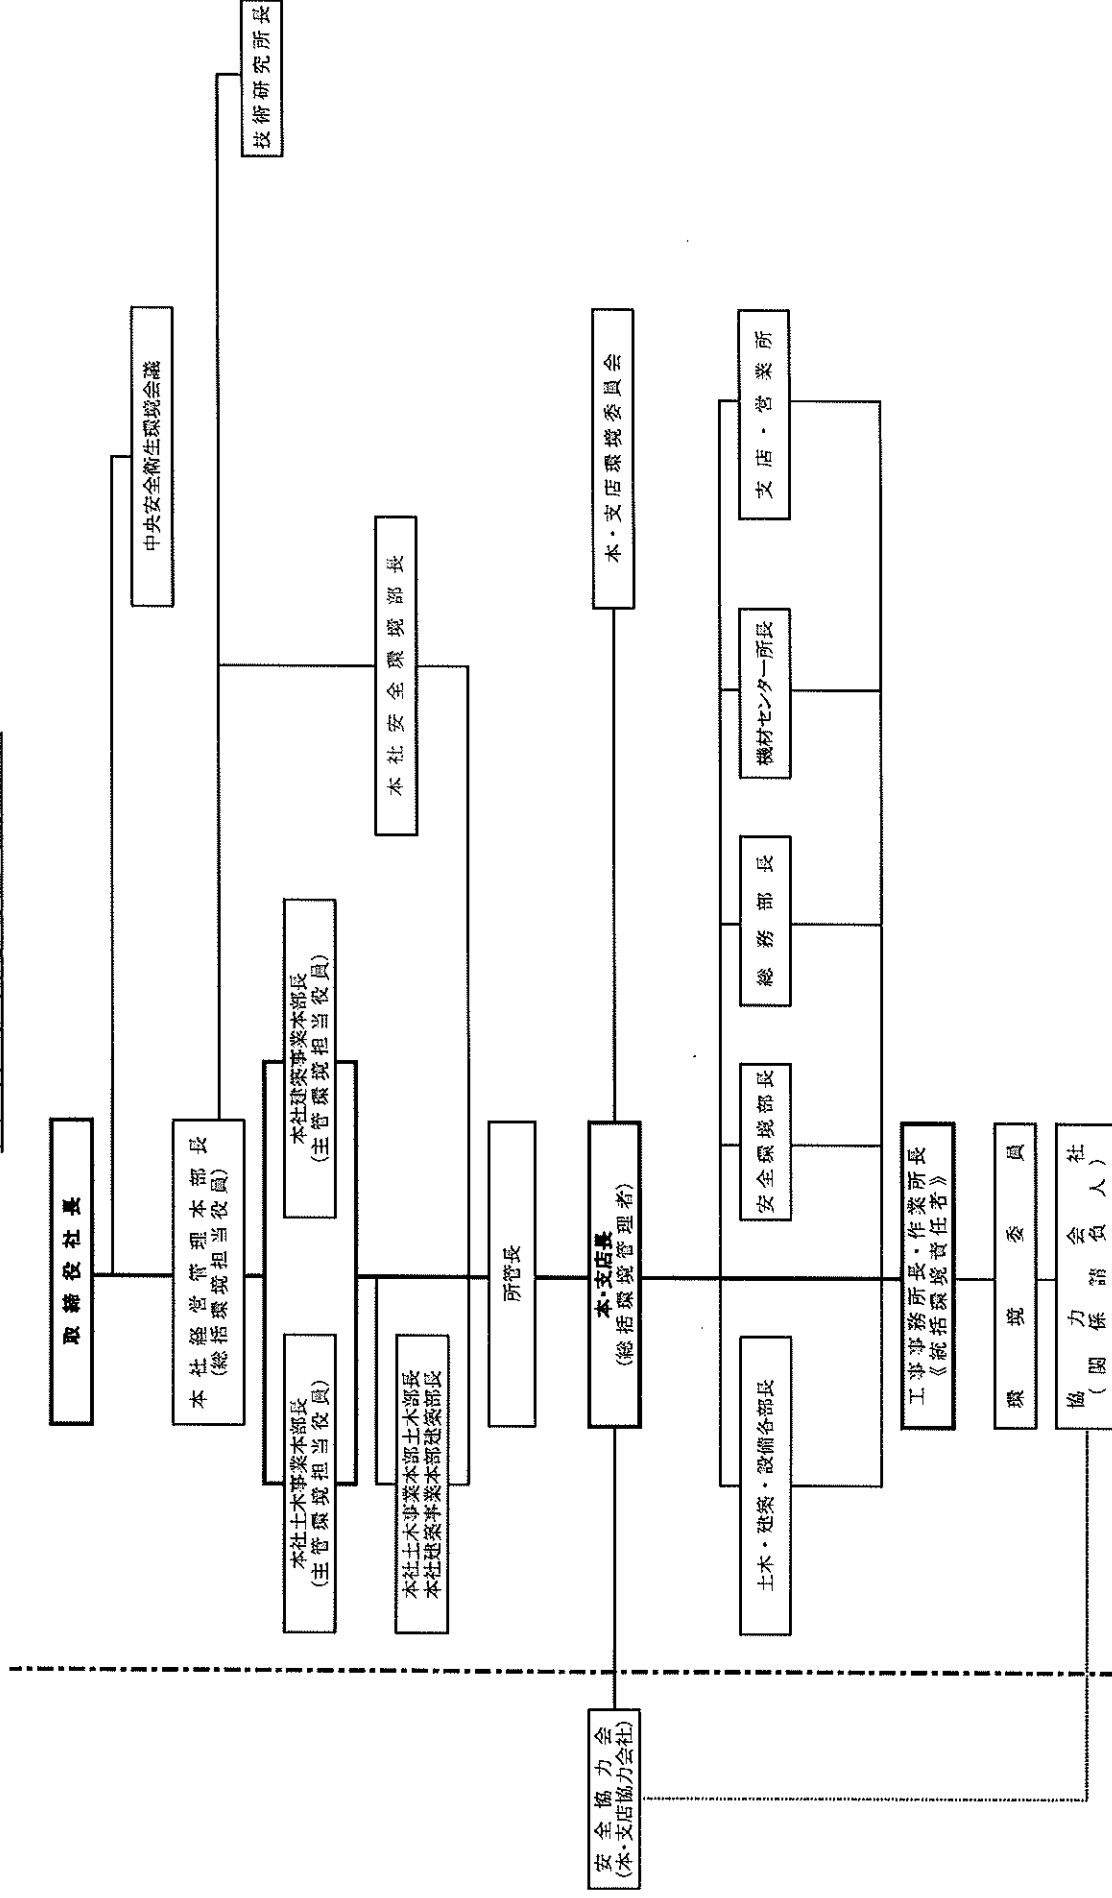 取締役社長
中央安全衛生環境会議
本社経営管理本部長
(総括環境担当役員)
技術研究所長
本社土木事業本部長
(主管環境担当役員)
本社建築事業本部長
(主管環境担当役員)
本社土木事業本部土木部長
本社建築事業本部建築部長
本社安全環境部長
所管長
安全協力会
(本・支店協力会社)
本・支店長
(総括環境管理者)
本・支店環境委員会
土木・建築・設備各部長
安全環境部長
総務部長
機材センター所長
支店・営業所
工事事務所長・作業所長
《統括環境責任者》
環境委員
協力会社
(関係請負人)